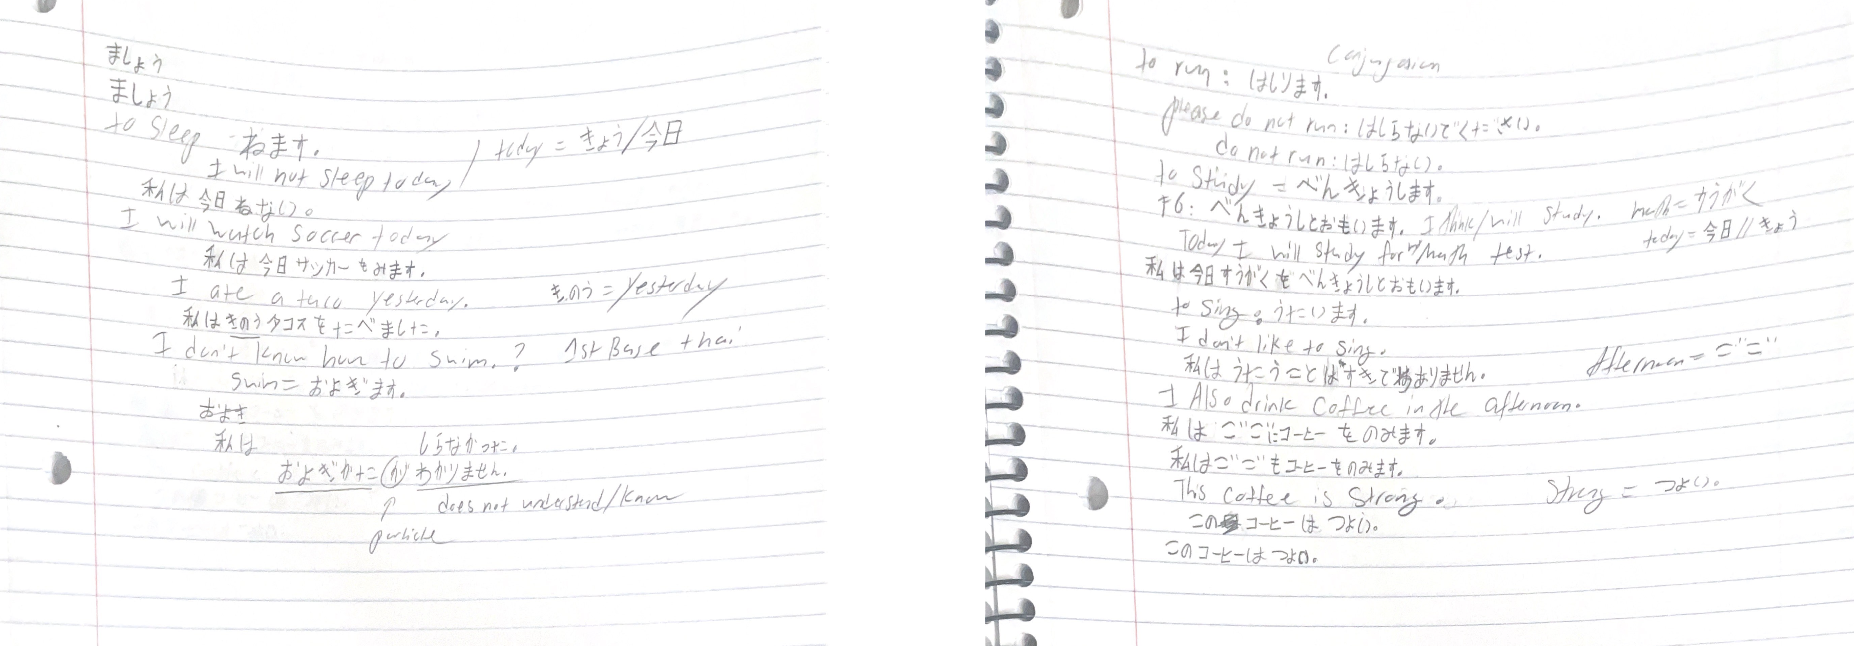 ましょう
ましょう
to sleep ねます。
today = きょう/今日
I will not sleep today
私は今日ねない。
I will watch soccer today
私は今日サッカーをみます。
I ate a taco yesterday.
きのう = yesterday
私はきのうタコスをたべました。
I don't know how to swim.? 1st Base + hai
swim = およぎます。
およぎ
私は しらなかった。
およぎかた が わかりません。
↑ does not understand/know
particle
Conjugasion
to run: はしります。
please do not run: はしらないでください。
do not run: はしらない。
to study = べんきょうします。
べんきょうしとおもいます。 I think/will study. math = すうがく
today = 今日 // きょう
Today I will study for math test.
私は今日すうがくをべんきょうしとおもいます。
to sing: うたいます。
I don't like to sing.
私はうたうことはすきではありません。
Afternoon = ごご
I Also drink coffee in the afternoon.
私はごごにコーヒーをのみます。
私はごごもコーヒーをのみます。
This coffee is strong.
Strong = つよい。
このコーヒーはつよい。
このコーヒーはつよい。